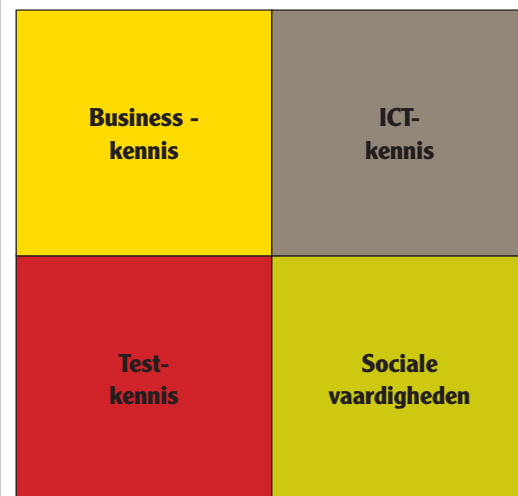 Business -
kennis
ICT-
kennis
Test-
kennis
Sociale
vaardigheden